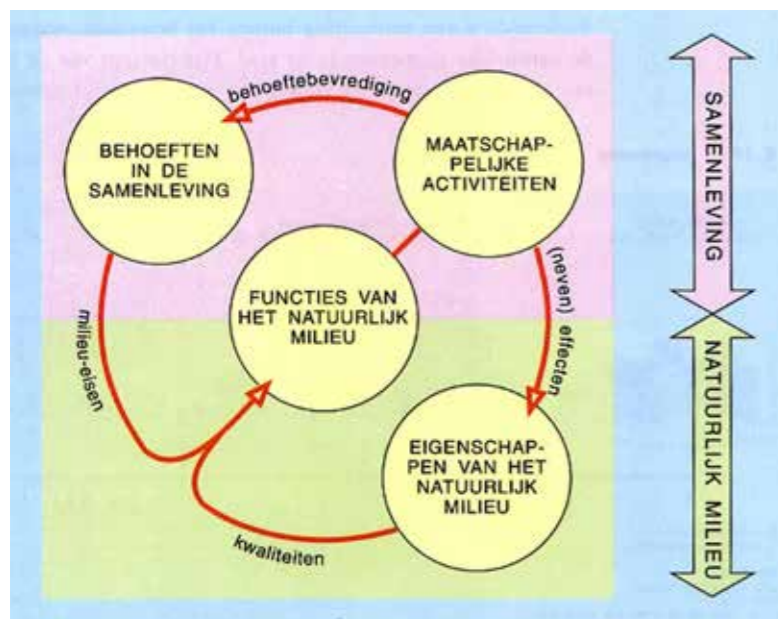 behoeftebevrediging
BEHOEFTEN
IN DE
SAMENLEVING
MAATSCHAP-
PELIJKE
ACTIVITEITEN
FUNCTIES VAN
HET NATUURLIJK
MILIEU
milieu-eisen
(neven) effecten
EIGENSCHAP-
PEN VAN HET
NATUURLIJK
MILIEU
kwaliteiten
SAMENLEVING
NATUURLIJK MILIEU